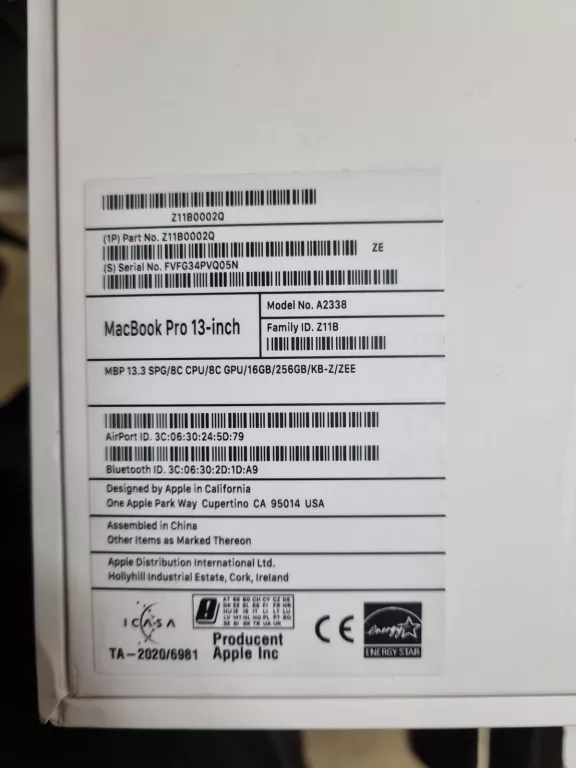 Z11B0002Q
(1P) Part No. Z11B0002Q
ZE
(S) Serial No. FVFG34PVQ05N
MacBook Pro 13-inch
Model No. A2338
Family ID. Z11B
MBP 13.3 SPG/8C CPU/8C GPU/16GB/256GB/KB-Z/ZEE
AirPort ID. 3C:06:30:24:5D:79
Bluetooth ID. 3C:06:30:2D:1D:A9
Designed by Apple in California
One Apple Park Way Cupertino CA 95014 USA
Assembled in China
Other Items as Marked Thereon
Apple Distribution International Ltd.
Hollyhill Industrial Estate, Cork, Ireland
ICASA
TA-2020/6981
Producent
Apple Inc
CE
energy
ENERGY STAR